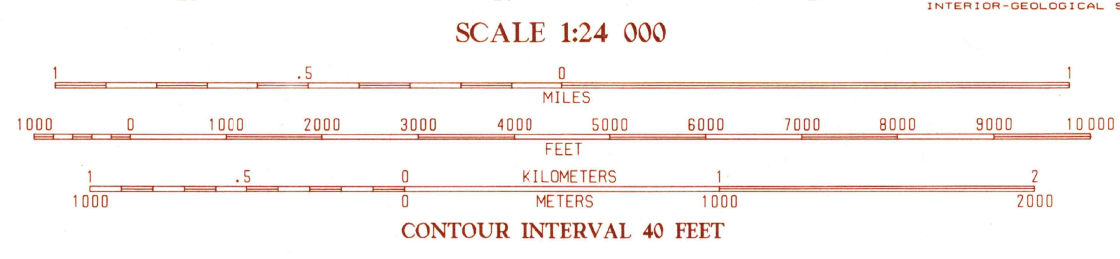 INTERIOR-GEOLOGICAL
SCALE 1:24 000
1 .5 0 1
MILES
1000 0 1000 2000 3000 4000 5000 6000 7000 8000 9000 10 000
FEET
1 .5 0 KILOMETERS 1 2
1000 0 METERS 1000 2000
CONTOUR INTERVAL 40 FEET